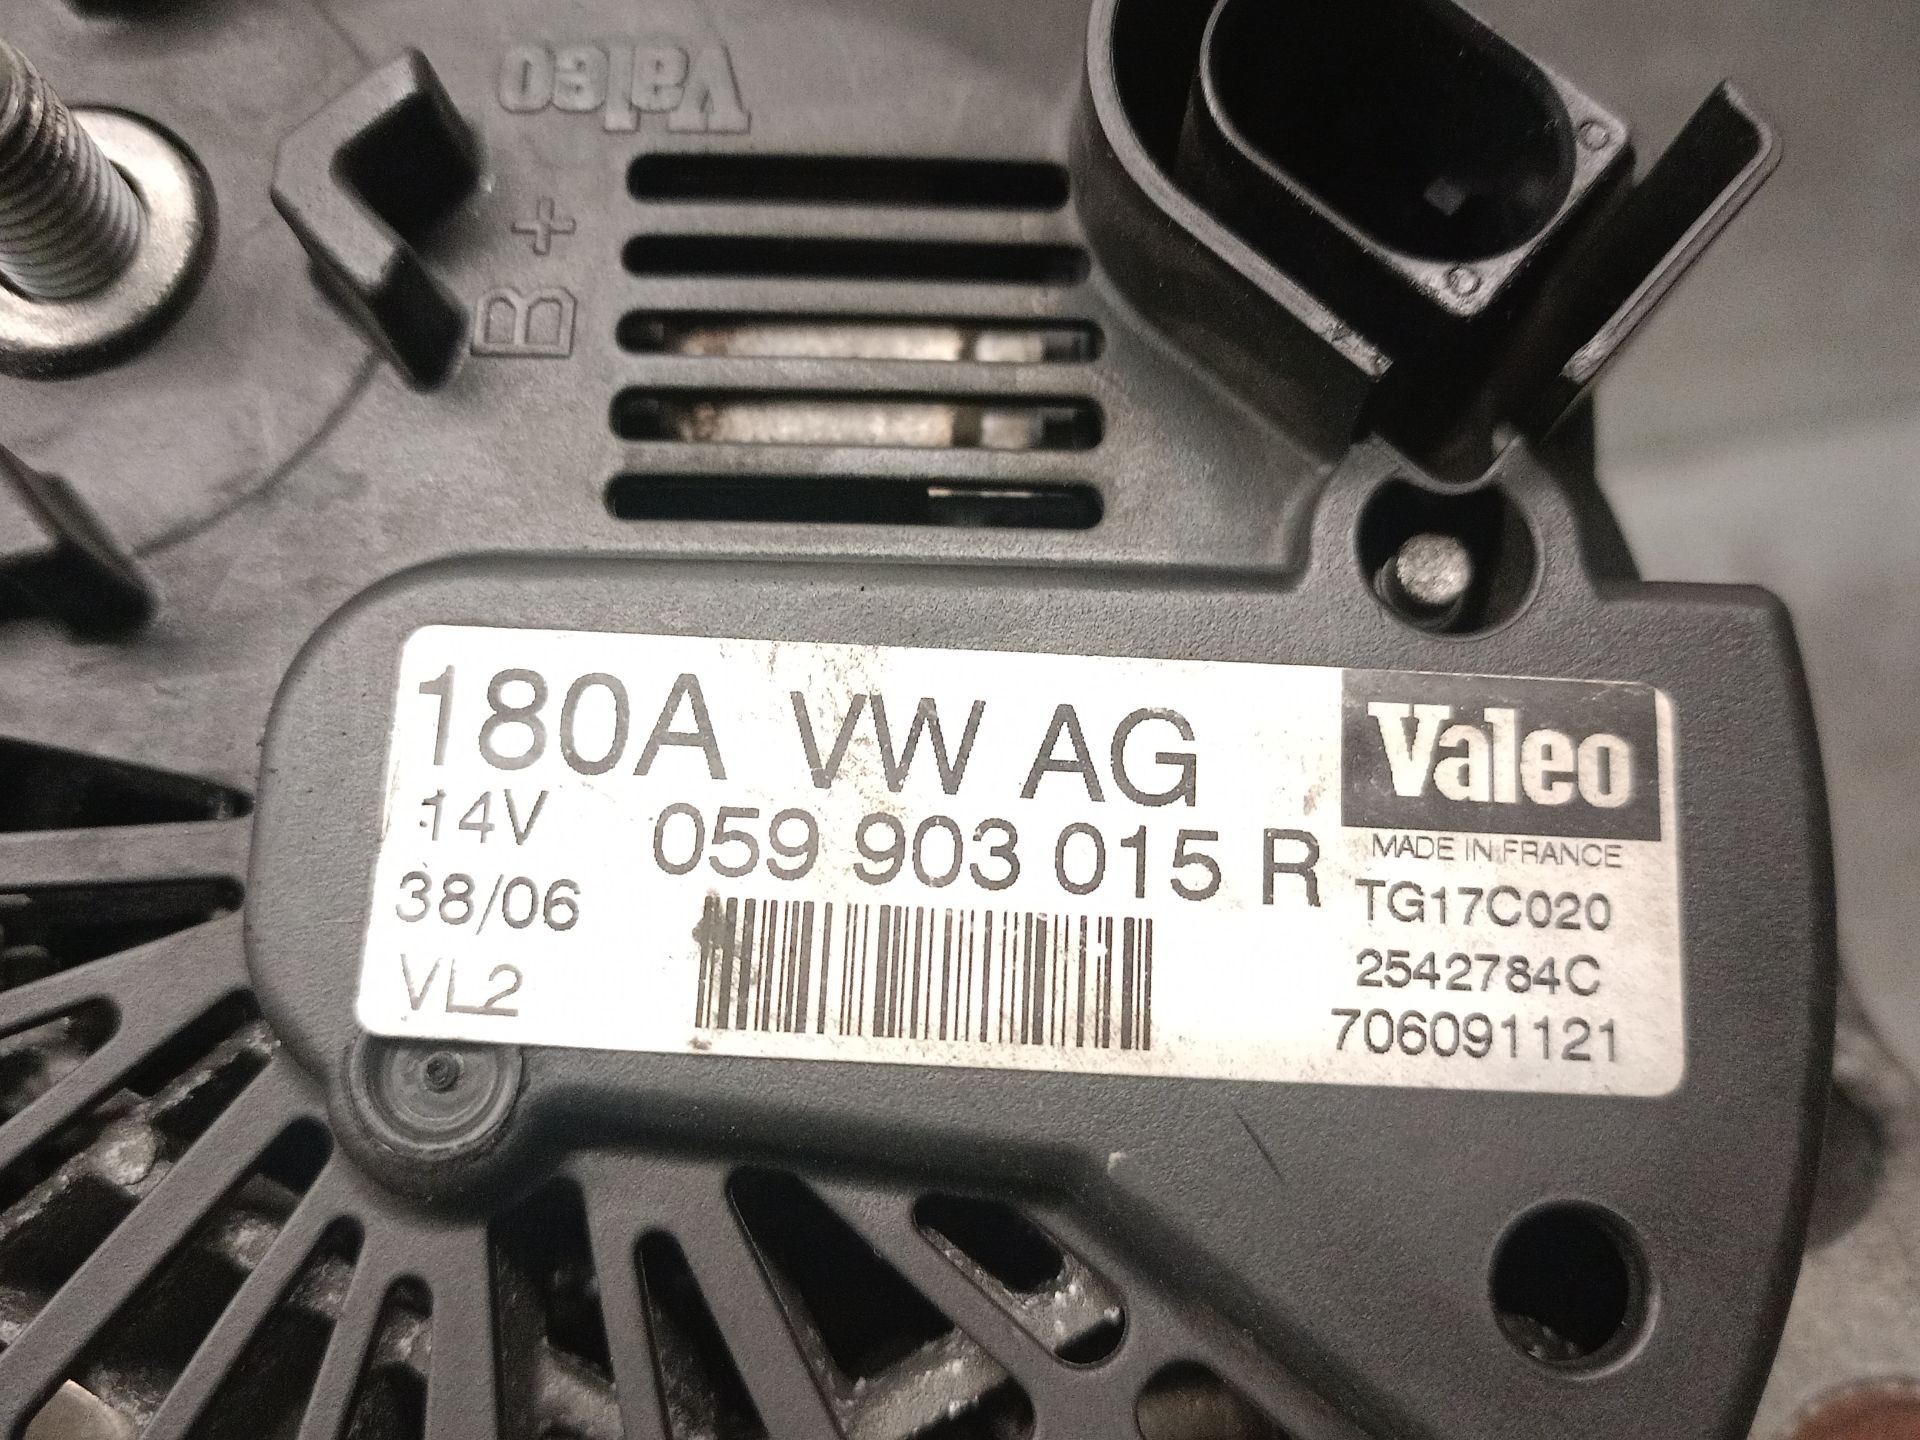 Valeo
B+
180A VW AG
Valeo
14V
059 903 015 R
MADE IN FRANCE
38/06
TG17C020
VL2
2542784C
706091121